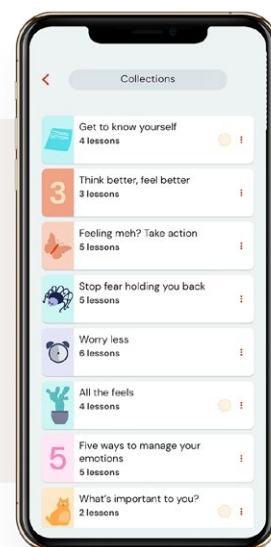 Collections
Get to know yourself
4 lessons
3
Think better, feel better
3 lessons
Feeling meh? Take action
5 lessons
Stop fear holding you back
5 lessons
Worry less
6 lessons
All the feels
4 lessons
5
Five ways to manage your
emotions
5 lessons
What's important to you?
2 lessons